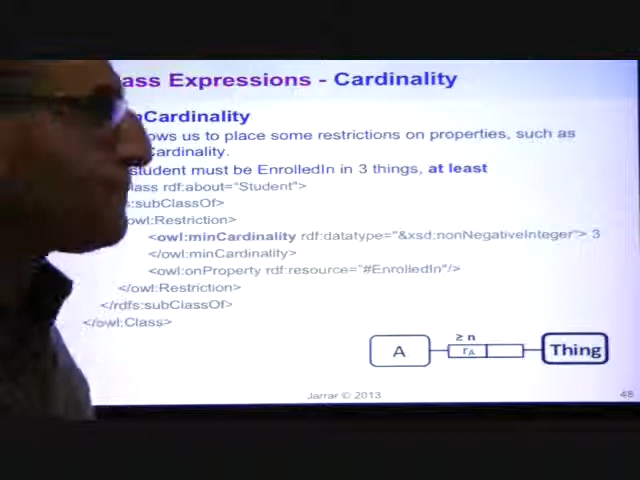 ass Expressions - Cardinality
Cardinality
ows us to place some restrictions on properties, such as
Cardinality.
student must be EnrolledIn in 3 things, at least
lass rdf:about="Student">
s:subClassOf>
owl:Restriction>
<owl:minCardinality rdf:datatype="&xsd:nonNegativeInteger"> 3
</owl:minCardinality>
<owl:onProperty rdf:resource="#EnrolledIn"/>
</owl:Restriction>
</rdfs:subClassOf>
</owl:Class>
≥ n
A
rA
Thing
Jarrar © 2013
48